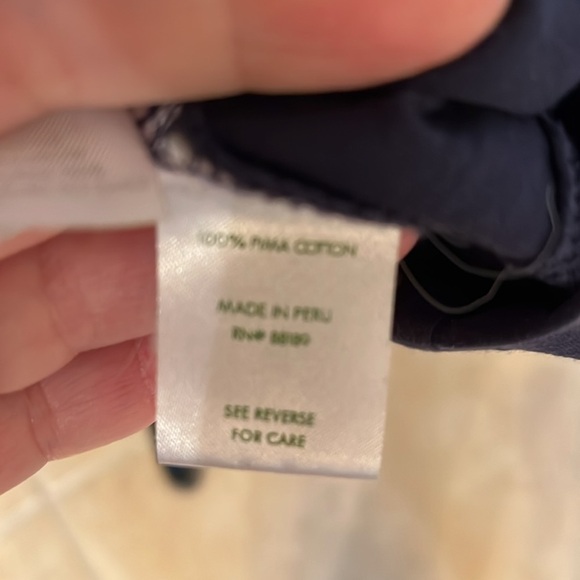 100% PIMA COTTON
MADE IN PERU
RN# 88189
SEE REVERSE
FOR CARE